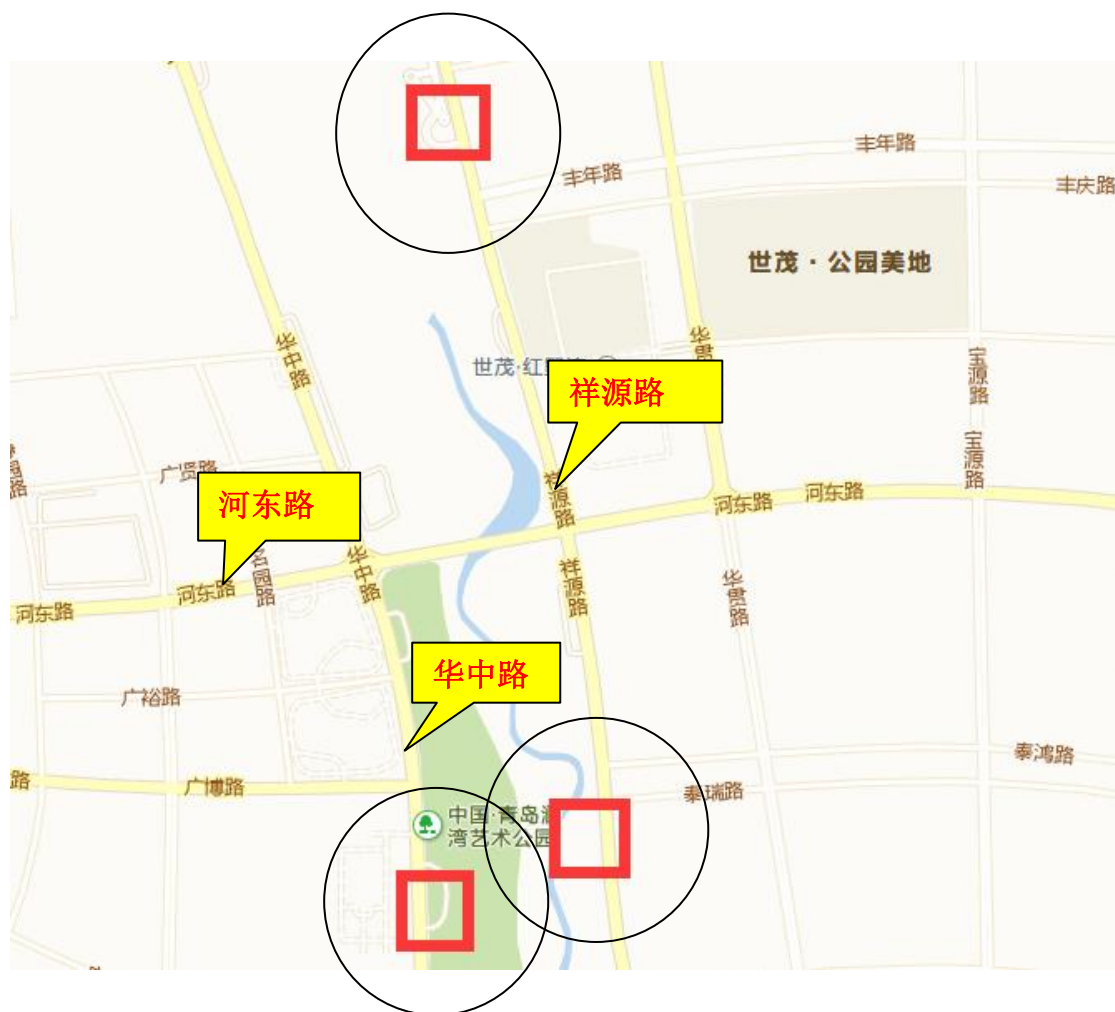 丰年路
丰年路
丰庆路
世茂·公园美地
华中路
世茂·红
华贯
祥源路
宝源路
宝源路
广贤路
河东路
祥源路
河东路
河东路
名园路
华中路
河东路
河东路
祥源路
华贯路
华中路
广裕路
泰鸿路
路
广博路
泰瑞路
中国·青岛
湾艺术公园